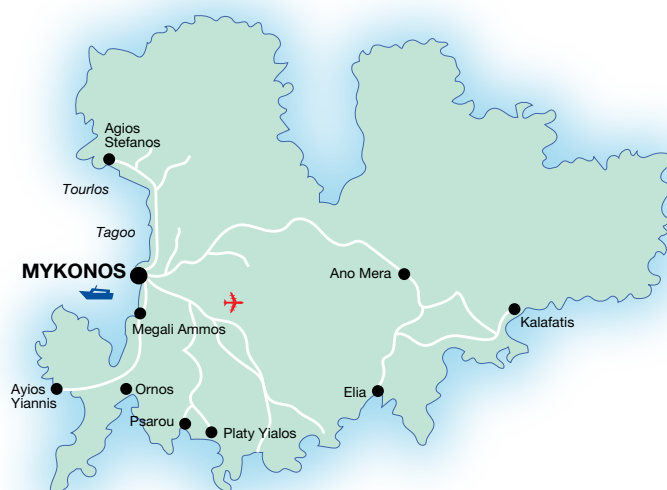 Agios
Stefanos
Tourlos
Tagoo
MYKONOS
Ano Mera
Kalafatis
Megali Ammos
Ayios
Yiannis
Ornos
Elia
Psarou
Platy Yialos